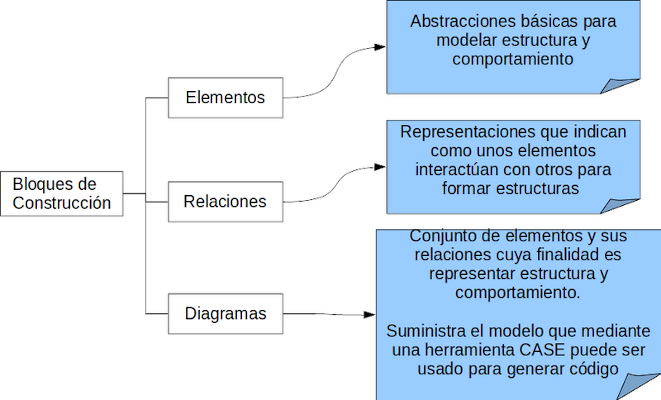 Bloques de
Construcción
Elementos
Abstracciones básicas para
modelar estructura y
comportamiento
Relaciones
Representaciones que indican
como unos elementos
interactúan con otros para
formar estructuras
Diagramas
Conjunto de elementos y sus
relaciones cuya finalidad es
representar estructura y
comportamiento.
Suministra el modelo que mediante
una herramienta CASE puede ser
usado para generar código